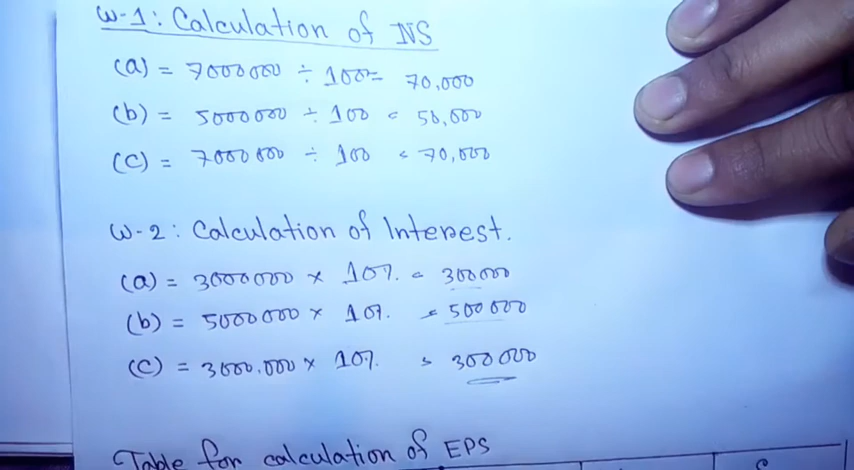 W-1: Calculation of NS
(a) = 7000000 ÷ 100 = 70,000
(b) = 5000000 ÷ 100 = 50,000
(c) = 7000000 ÷ 100 = 70,000
W-2: Calculation of Interest.
(a) = 3000000 × 10% = 300000
(b) = 5000000 × 10% = 500000
(c) = 3000.000 × 10% = 300000
Table for calculation of EPS